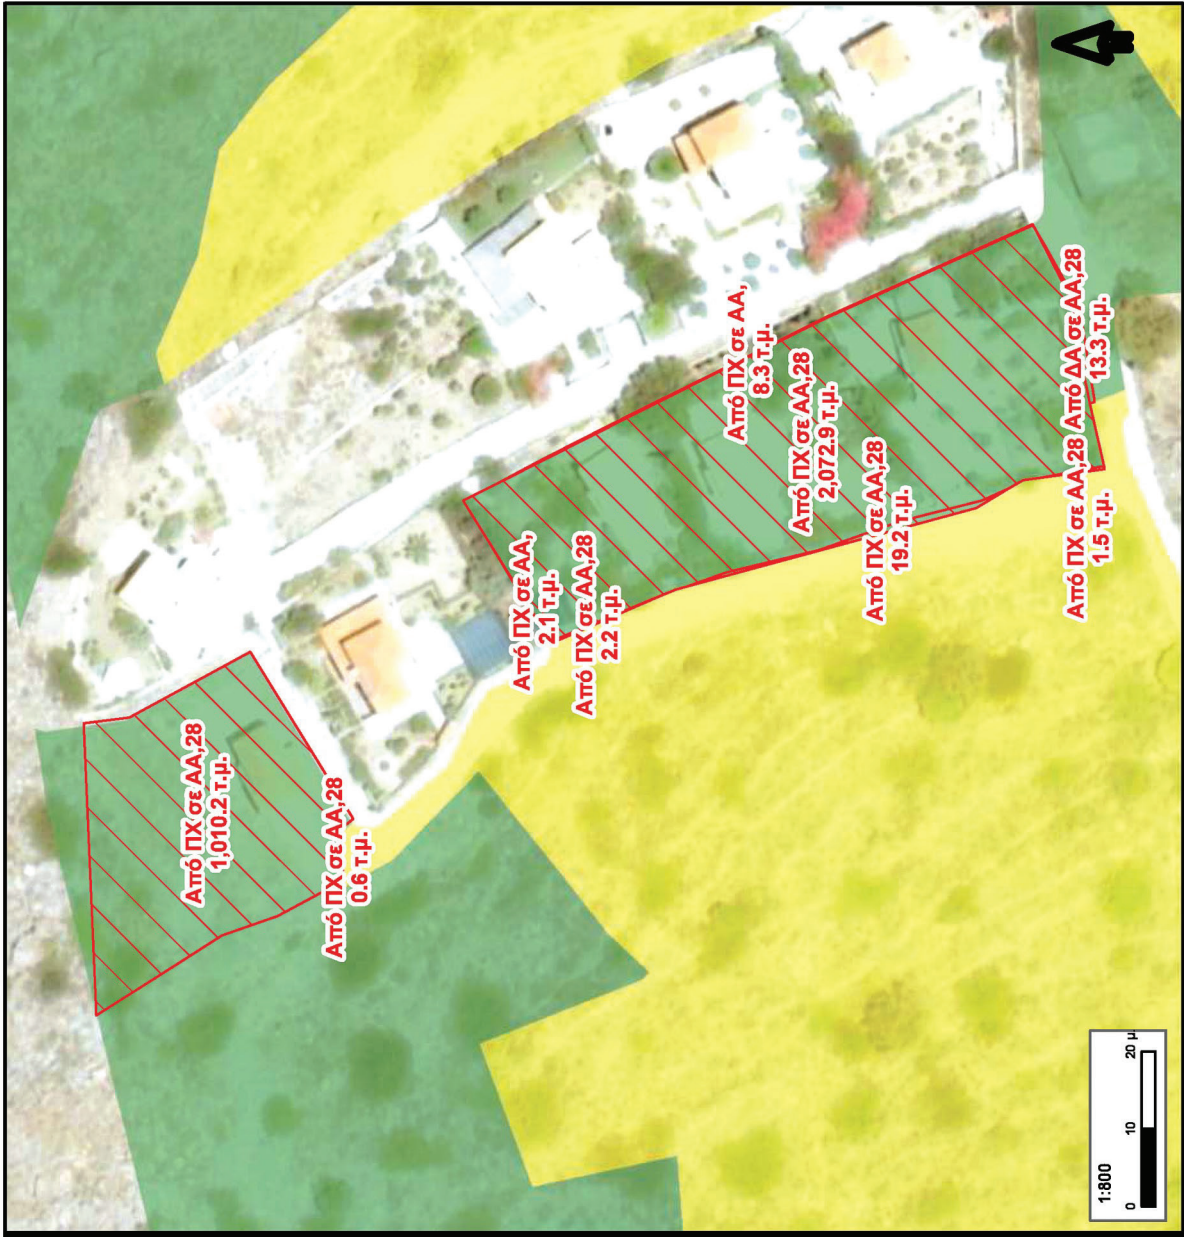 Από ΠΧ σε ΑΑ,28
1,010.2 τ.μ.
Από ΠΧ σε ΑΑ,28
0.6 τ.μ.
Από ΠΧ σε ΑΑ,
2.1 τ.μ.
Από ΠΧ σε ΑΑ,28
2.2 τ.μ.
Από ΠΧ σε ΑΑ,
8.3 τ.μ.
Από ΠΧ σε ΑΑ,28
2,072.9 τ.μ.
Από ΠΧ σε ΑΑ,28
19.2 τ.μ.
Από ΠΧ σε ΑΑ,28
1.5 τ.μ.
Από ΔΑ σε ΑΑ,28
13.3 τ.μ.
1:800
0 10 20 μ.